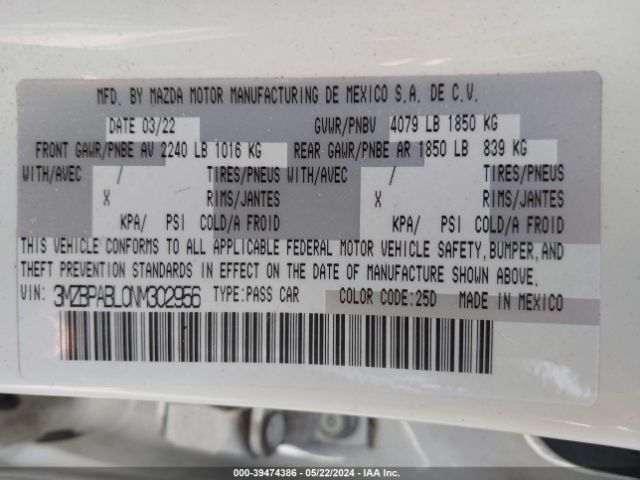 MFD. BY MAZDA MOTOR MANUFACTURING DE MEXICO S.A. DE C.V.
DATE 03/22 GVWR/PNBV 4079 LB 1850 KG
FRONT GAWR/PNBE AV 2240 LB 1016 KG REAR GAWR/PNBE AR 1850 LB 839 KG
WITH/AVEC / TIRES/PNEUS WITH/AVEC / TIRES/PNEUS
X RIMS/JANTES X RIMS/JANTES
KPA/ PSI COLD/A FROID KPA/ PSI COLD/A FROID
THIS VEHICLE CONFORMS TO ALL APPLICABLE FEDERAL MOTOR VEHICLE SAFETY, BUMPER, AND
THEFT PREVENTION STANDARDS IN EFFECT ON THE DATE OF MANUFACTURE SHOWN ABOVE.
VIN: 3MZBPABL0NM302956 TYPE:PASS CAR COLOR CODE:25D MADE IN MEXICO
000-39474386 - 05/22/2024 - IAA Inc.